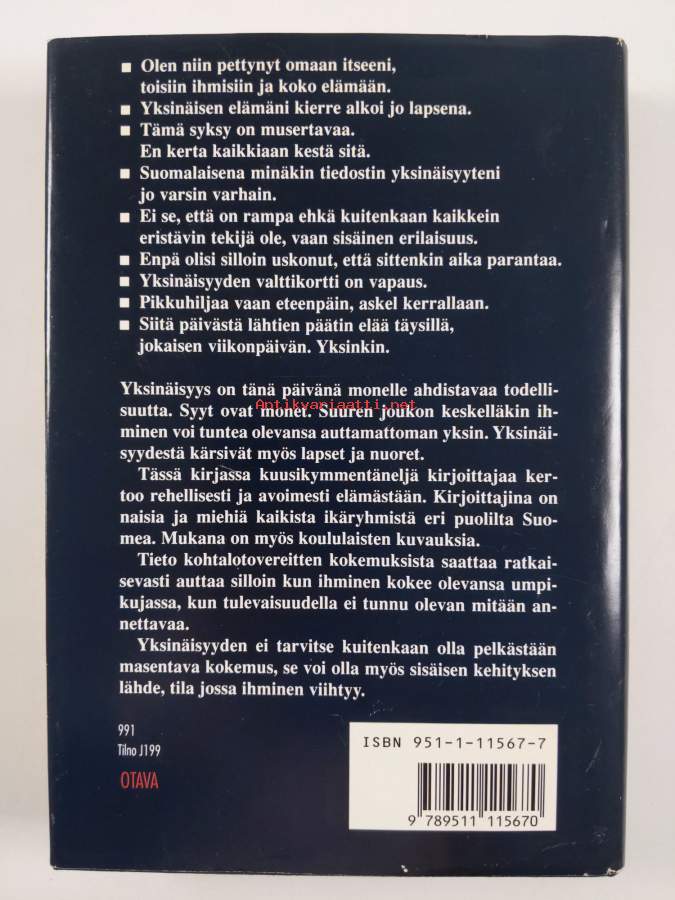 ▪ Olen niin pettynyt omaan itseeni,
toisiin ihmisiin ja koko elämään.
▪ Yksinäisen elämäni kierre alkoi jo lapsena.
▪ Tämä syksy on musertavaa.
En kerta kaikkiaan kestä sitä.
▪ Suomalaisena minäkin tiedostin yksinäisyyteni
jo varsin varhain.
▪ Ei se, että on rampa ehkä kuitenkaan kaikkein
eristävin tekijä ole, vaan sisäinen erilaisuus.
▪ Enpä olisi silloin uskonut, että sittenkin aika parantaa.
▪ Yksinäisyyden valttikortti on vapaus.
▪ Pikkuhiljaa vaan eteenpäin, askel kerrallaan.
▪ Siitä päivästä lähtien päätin elää täysillä,
jokaisen viikonpäivän. Yksinkin.
Yksinäisyys on tänä päivänä monelle ahdistavaa todelli-
suutta. Syyt ovat monet. Suuren joukon keskelläkin ih-
Antikvariaatti.net
minen voi tuntea olevansa auttamattoman yksin. Yksinäi-
syydestä kärsivät myös lapset ja nuoret.
Tässä kirjassa kuusikymmentäneljä kirjoittajaa ker-
too rehellisesti ja avoimesti elämästään. Kirjoittajina on
naisia ja miehiä kaikista ikäryhmistä eri puolilta Suo-
mea. Mukana on myös koululaisten kuvauksia.
Tieto kohtalotovereitten kokemuksista saattaa ratkai-
sevasti auttaa silloin kun ihminen kokee olevansa umpi-
kujassa, kun tulevaisuudella ei tunnu olevan mitään an-
nettavaa.
Yksinäisyyden ei tarvitse kuitenkaan olla pelkästään
masentava kokemus, se voi olla myös sisäisen kehityksen
lähde, tila jossa ihminen viihtyy.
991
Tilno J199
OTAVA
ISBN 951-1-11567-7
9 789511 115670